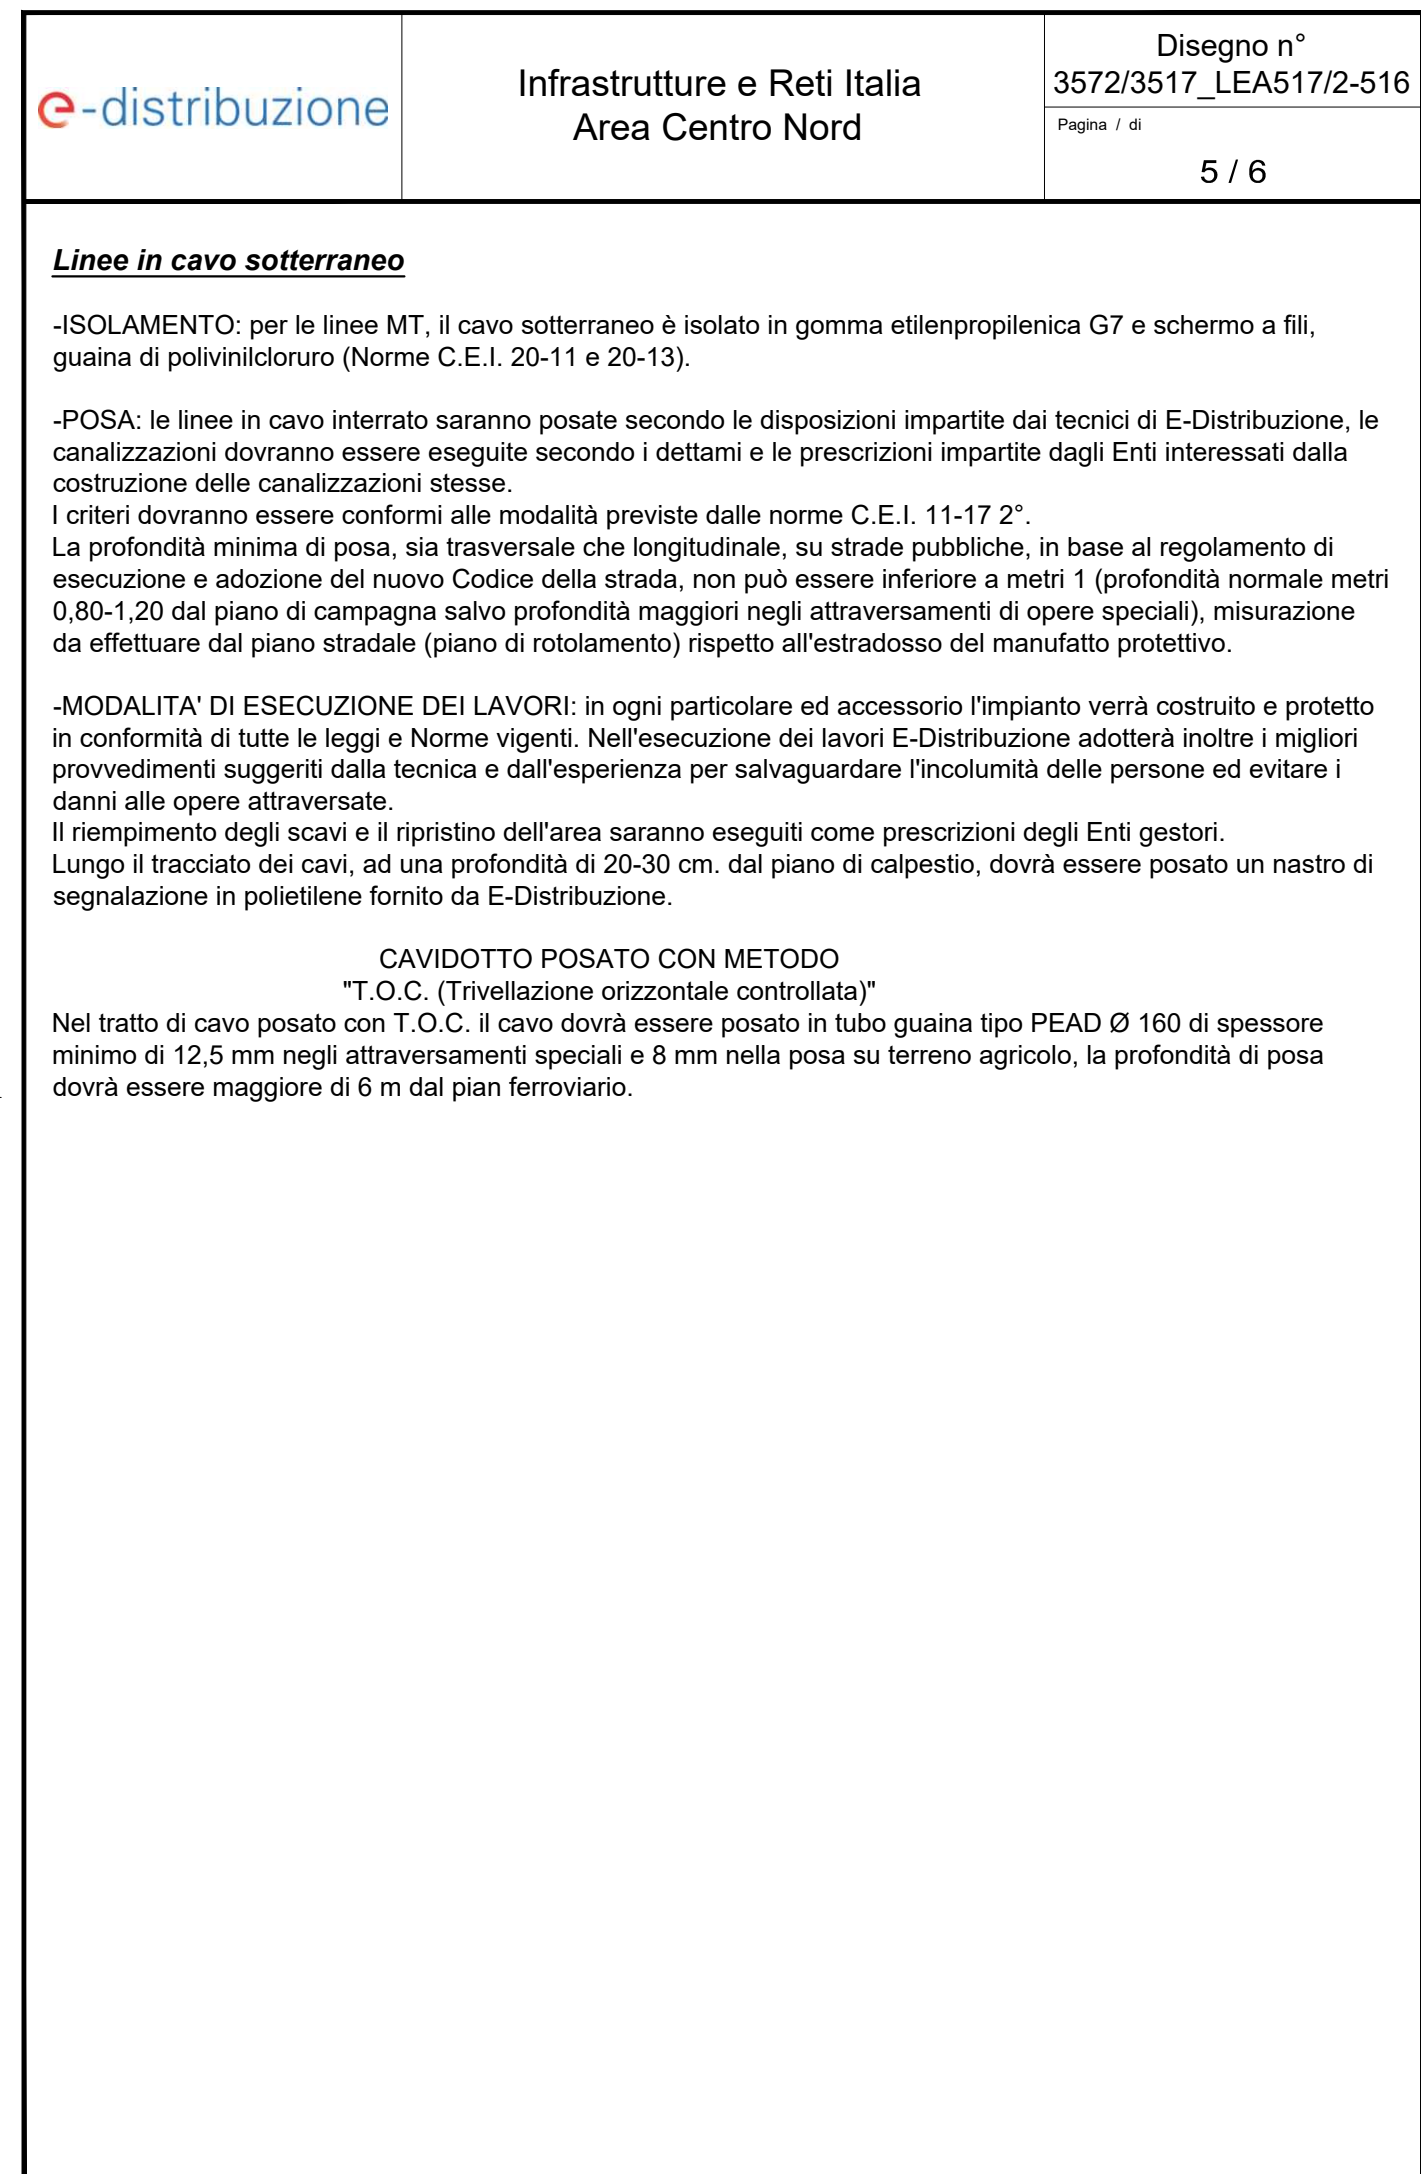 e-distribuzione
Infrastrutture e Reti Italia
Area Centro Nord
Disegno n°
3572/3517_LEA517/2-516
Pagina / di
5 / 6
Linee in cavo sotterraneo
-ISOLAMENTO: per le linee MT, il cavo sotterraneo è isolato in gomma etilenpropilenica G7 e schermo a fili,
guaina di polivinilcloruro (Norme C.E.I. 20-11 e 20-13).
-POSA: le linee in cavo interrato saranno posate secondo le disposizioni impartite dai tecnici di E-Distribuzione, le
canalizzazioni dovranno essere eseguite secondo i dettami e le prescrizioni impartite dagli Enti interessati dalla
costruzione delle canalizzazioni stesse.
I criteri dovranno essere conformi alle modalità previste dalle norme C.E.I. 11-17 2°.
La profondità minima di posa, sia trasversale che longitudinale, su strade pubbliche, in base al regolamento di
esecuzione e adozione del nuovo Codice della strada, non può essere inferiore a metri 1 (profondità normale metri
0,80-1,20 dal piano di campagna salvo profondità maggiori negli attraversamenti di opere speciali), misurazione
da effettuare dal piano stradale (piano di rotolamento) rispetto all'estradosso del manufatto protettivo.
-MODALITA' DI ESECUZIONE DEI LAVORI: in ogni particolare ed accessorio l'impianto verrà costruito e protetto
in conformità di tutte le leggi e Norme vigenti. Nell'esecuzione dei lavori E-Distribuzione adotterà inoltre i migliori
provvedimenti suggeriti dalla tecnica e dall'esperienza per salvaguardare l'incolumità delle persone ed evitare i
danni alle opere attraversate.
Il riempimento degli scavi e il ripristino dell'area saranno eseguiti come prescrizioni degli Enti gestori.
Lungo il tracciato dei cavi, ad una profondità di 20-30 cm. dal piano di calpestio, dovrà essere posato un nastro di
segnalazione in polietilene fornito da E-Distribuzione.
CAVIDOTTO POSATO CON METODO
"T.O.C. (Trivellazione orizzontale controllata)"
Nel tratto di cavo posato con T.O.C. il cavo dovrà essere posato in tubo guaina tipo PEAD Ø 160 di spessore
minimo di 12,5 mm negli attraversamenti speciali e 8 mm nella posa su terreno agricolo, la profondità di posa
dovrà essere maggiore di 6 m dal pian ferroviario.